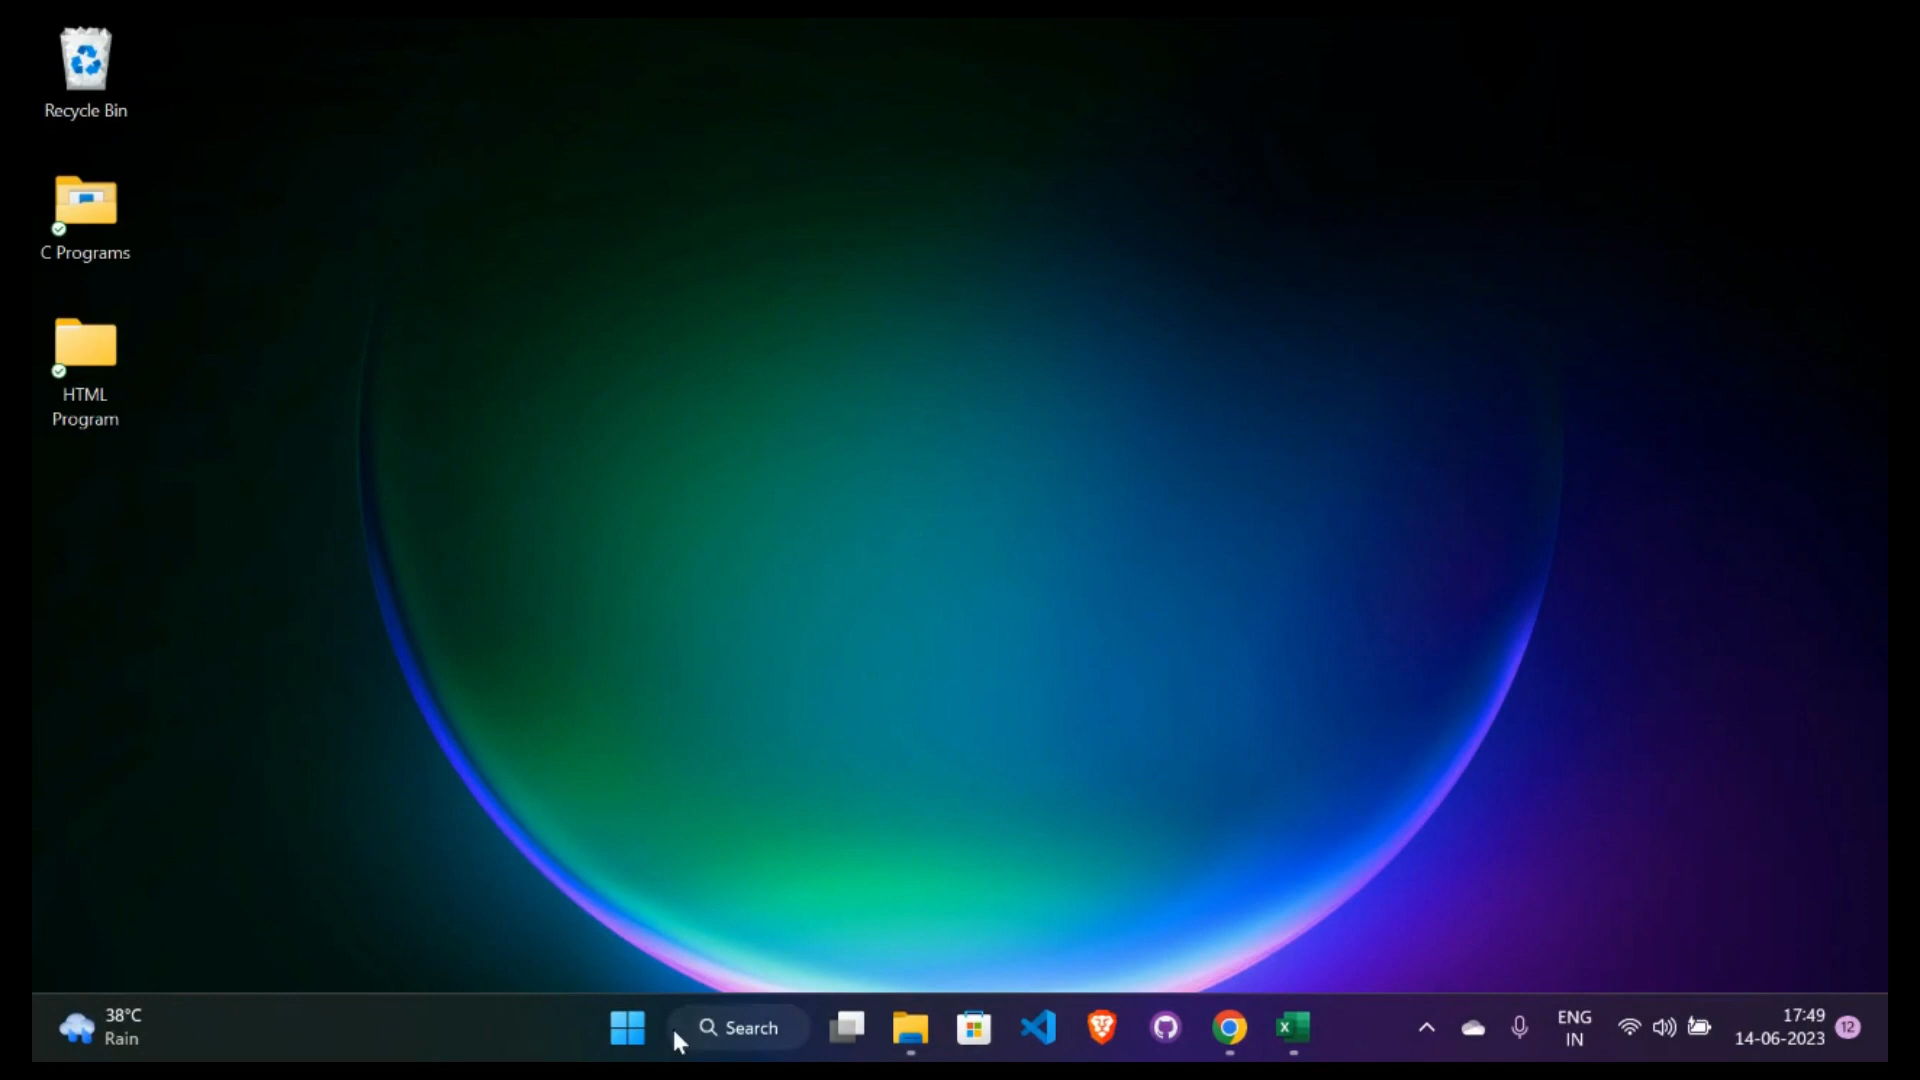 Recycle Bin
C Programs
HTML
Program
38°C
Rain
Search
ENG
IN
17:49
14-06-2023
12